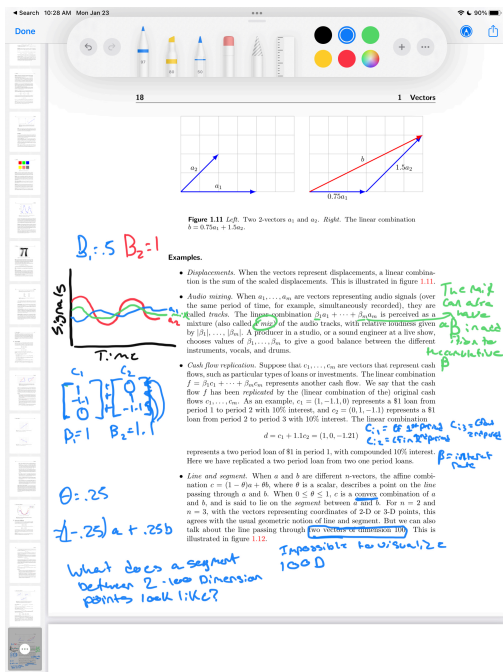 Search 10:28 AM Mon Jan 23
90%
Done
18
1 Vectors
a2
a1
b
1.5a2
0.75a1
Figure 1.11 Left. Two 2-vectors a1 and a2. Right. The linear combination
b = 0.75a1 + 1.5a2.
B1=.5 B2=1
Signals
Time
a1
a2
Examples.
• Displacements. When the vectors represent displacements, a linear combina-
tion is the sum of the scaled displacements. This is illustrated in figure 1.11.
• Audio mixing. When a1, . . . , am are vectors representing audio signals (over
the same period of time, for example, simultaneously recorded), they are
called tracks. The linear combination β1a1 + · · · + βmam is perceived as a
mixture (also called a mix) of the audio tracks, with relative loudness given
by |β1|, . . . , |βm|. A producer in a studio, or a sound engineer at a live show,
chooses values of β1, . . . , βm to give a good balance between the different
instruments, vocals, and drums.
The mix
can also
have
a β in add
ition to
the cumulative
β
• Cash flow replication. Suppose that c1, . . . , cm are vectors that represent cash
flows, such as particular types of loans or investments. The linear combination
f = β1c1 + · · · + βmcm represents another cash flow. We say that the cash
flow f has been replicated by the (linear combination of the) original cash
flows c1, . . . , cm. As an example, c1 = (1, −1.1, 0) represents a $1 loan from
period 1 to period 2 with 10% interest, and c2 = (0, 1, −1.1) represents a $1
loan from period 2 to period 3 with 10% interest. The linear combination
d = c1 + 1.1c2 = (1, 0, −1.21)
represents a two period loan of $1 in period 1, with compounded 10% interest.
Here we have replicated a two period loan from two one period loans.
C1 C2
1 0
-1.1 1
0 -1.1
B1=1 B2=1.1
β=interest
rate
• Line and segment. When a and b are different n-vectors, the affine combi-
nation c = (1 − θ)a + θb, where θ is a scalar, describes a point on the line
passing through a and b. When 0 ≤ θ ≤ 1, c is a convex combination of a
and b, and is said to lie on the segment between a and b. For n = 2 and
n = 3, with the vectors representing coordinates of 2-D or 3-D points, this
agrees with the usual geometric notion of line and segment. But we can also
talk about the line passing through two vectors of dimension 100. This is
illustrated in figure 1.12.
θ=.25
(1-.25)a + .25b
What does a segment
between 2 -100 Dimension
points look like?
Impossible to visualize
100D